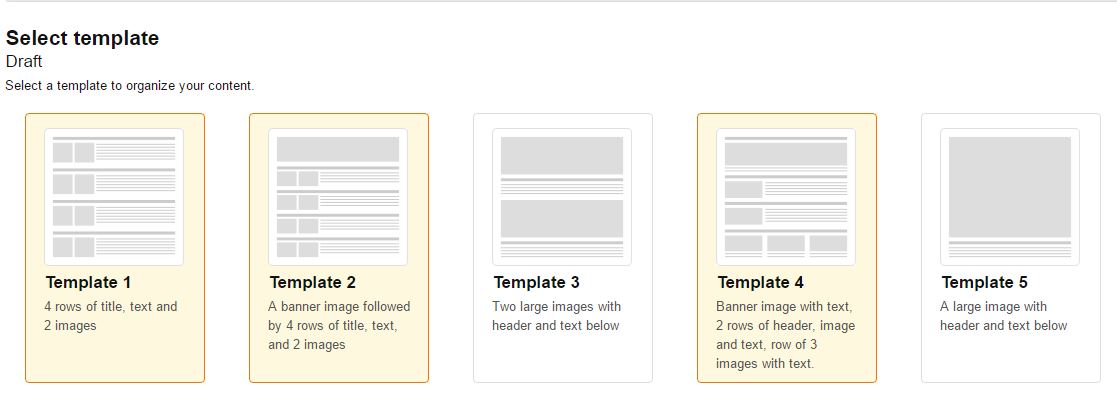 Select template
Draft
Select a template to organize your content.
Template 1
4 rows of title, text and
2 images
Template 2
A banner image followed
by 4 rows of title, text,
and 2 images
Template 3
Two large images with
header and text below
Template 4
Banner image with text,
2 rows of header, image
and text, row of 3
images with text.
Template 5
A large image with
header and text below